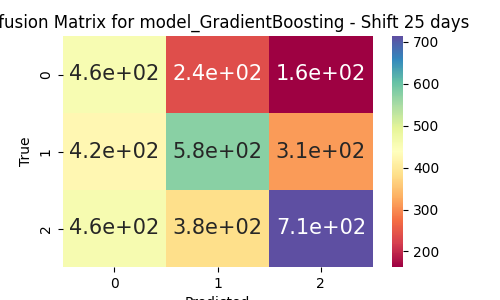 fusion Matrix for model_GradientBoosting - Shift 25 days
0 4.6e+02 2.4e+02 1.6e+02
1 4.2e+02 5.8e+02 3.1e+02
2 4.6e+02 3.8e+02 7.1e+02
True
0 1 2
Predicted
700
600
500
400
300
200